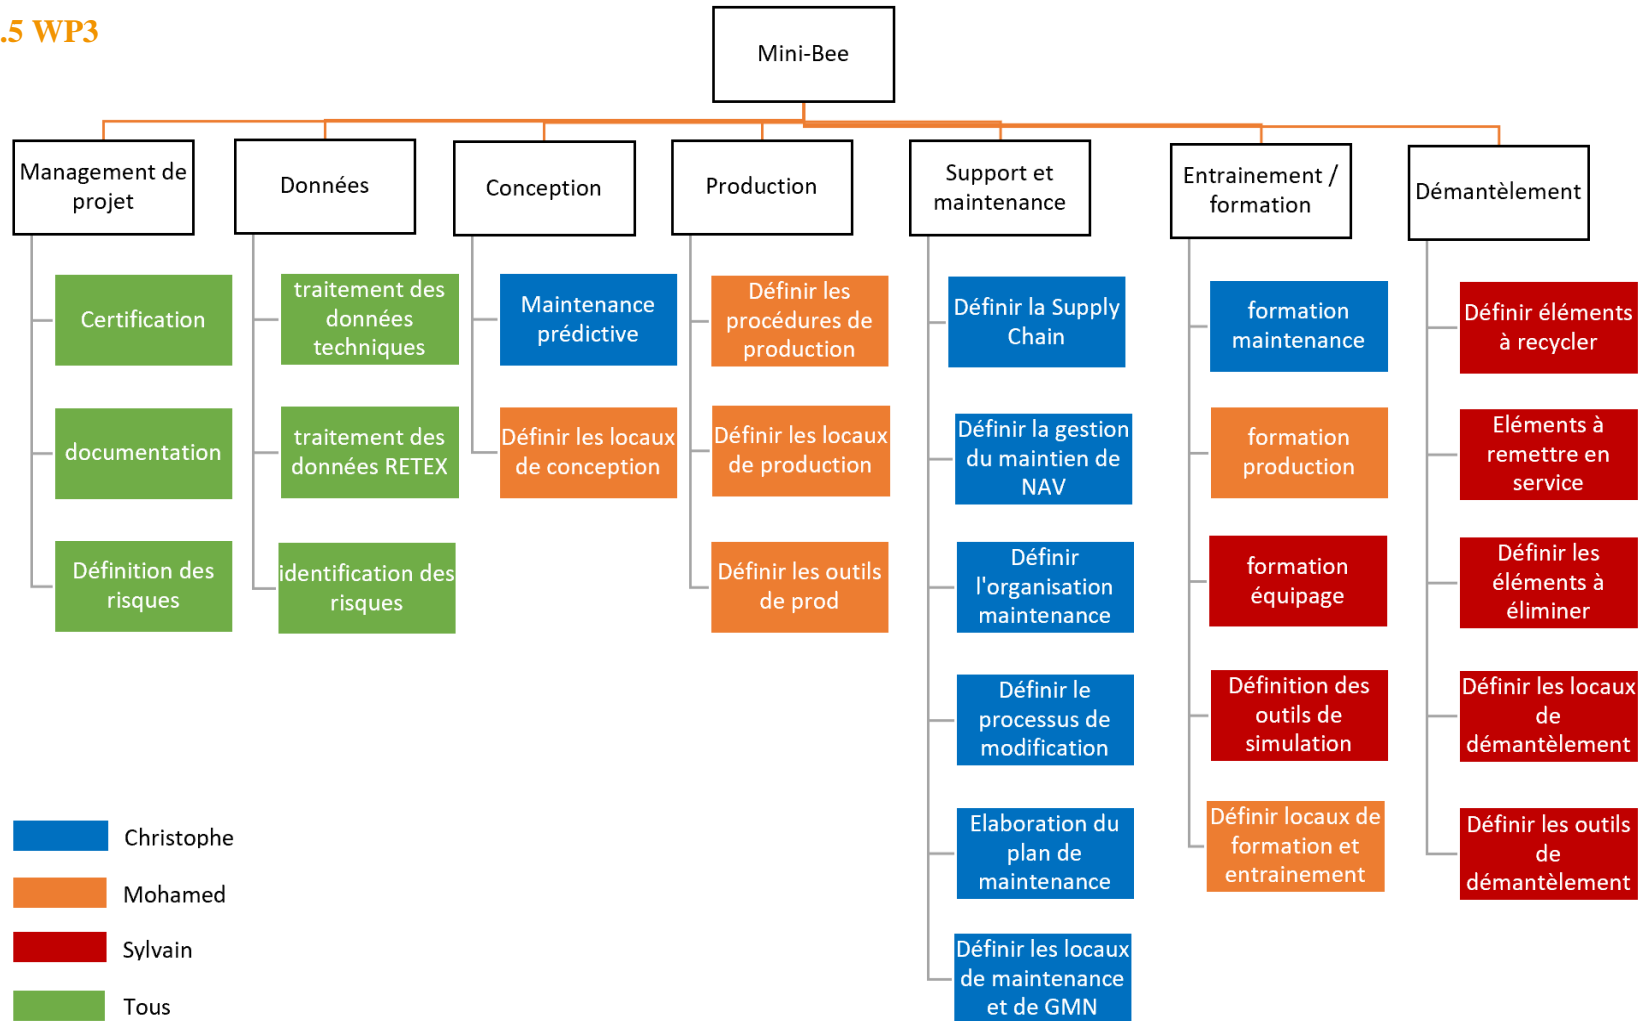 .5 WP3
Mini-Bee
Management de
projet
Certification
documentation
Définition des
risques
Données
traitement des
données
techniques
traitement des
données RETEX
identification des
risques
Conception
Maintenance
prédictive
Définir les locaux
de conception
Production
Définir les
procédures de
production
Définir les locaux
de production
Définir les outils
de prod
Support et
maintenance
Définir la Supply
Chain
Définir la gestion
du maintien de
NAV
Définir
l'organisation
maintenance
Définir le
processus de
modification
Elaboration du
plan de
maintenance
Définir les locaux
de maintenance
et de GMN
Entrainement /
formation
formation
maintenance
formation
production
formation
équipage
Définition des
outils de
simulation
Définir locaux de
formation et
entrainement
Démantèlement
Définir éléments
à recycler
Eléments à
remettre en
service
Définir les
éléments à
éliminer
Définir les locaux
de
démantèlement
Définir les outils
de
démantèlement
Christophe
Mohamed
Sylvain
Tous